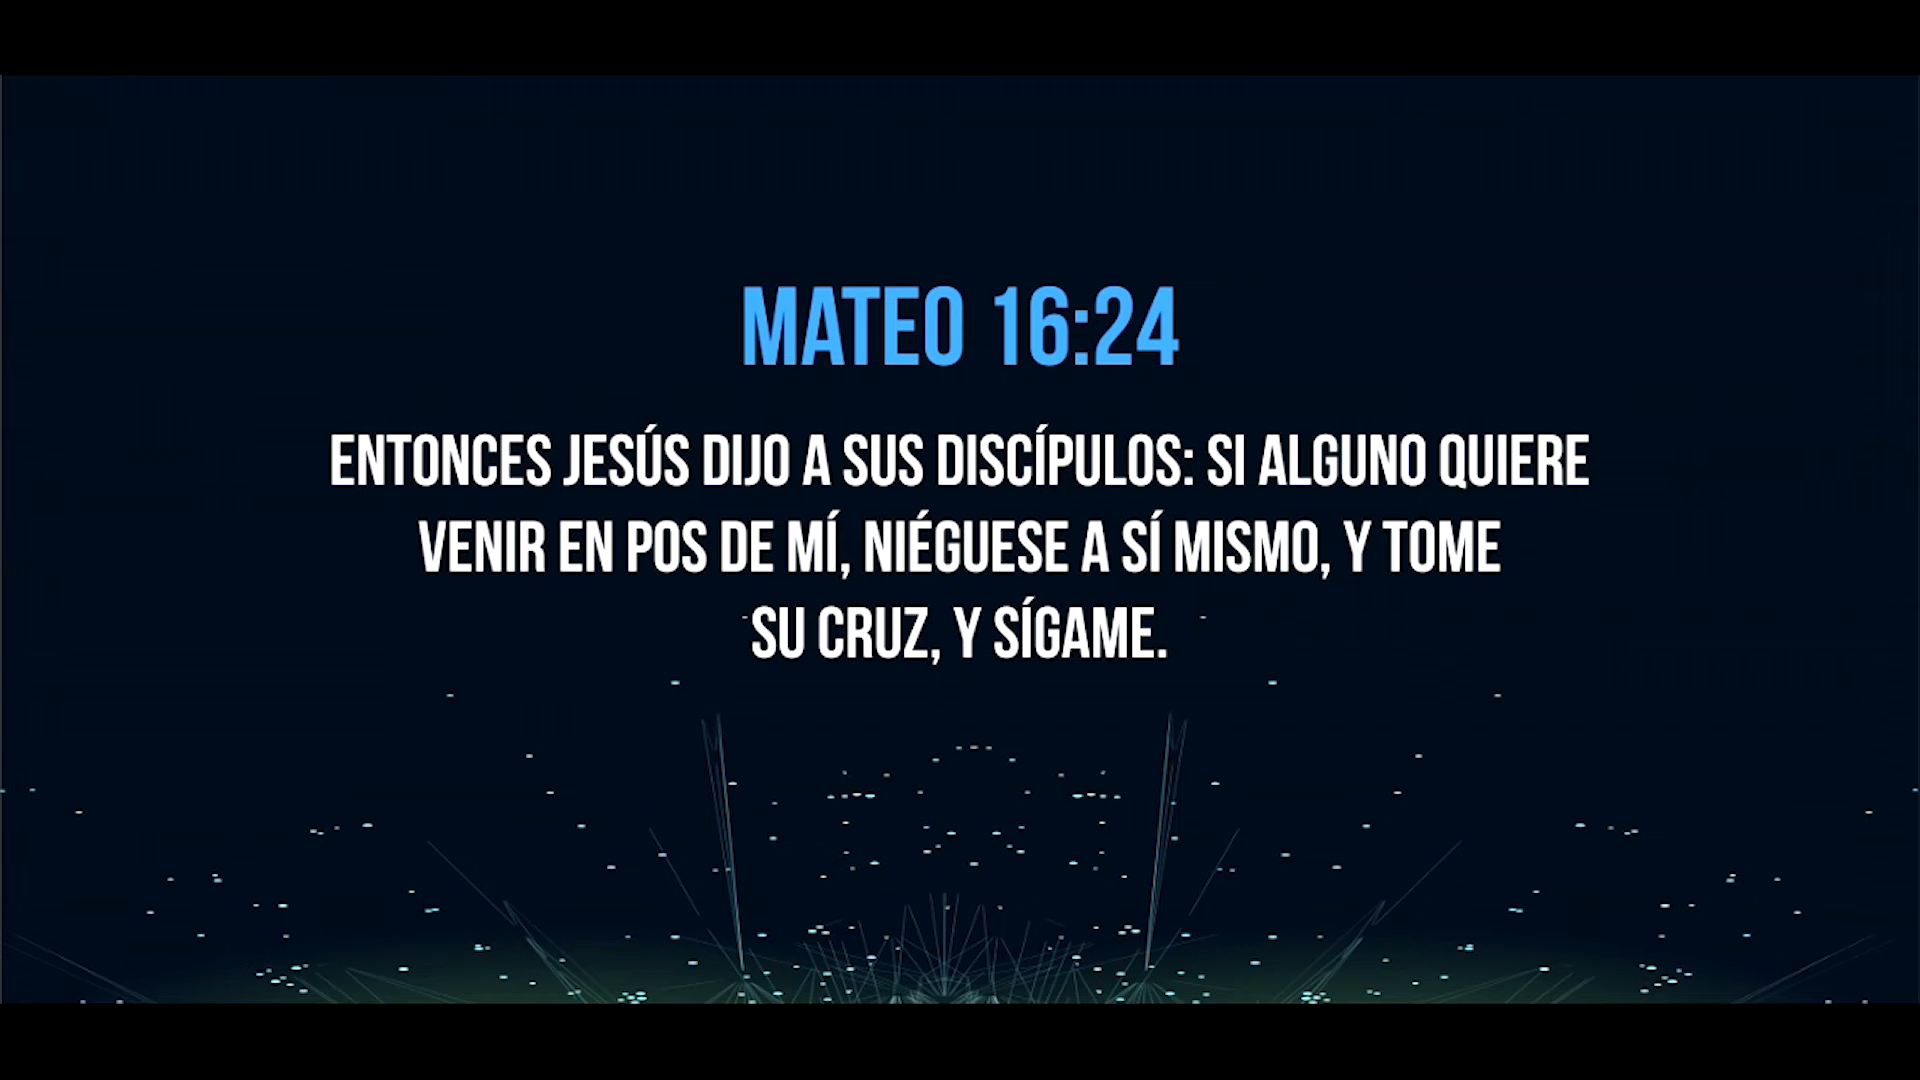 MATEO 16:24
ENTONCES JESÚS DIJO A SUS DISCÍPULOS: SI ALGUNO QUIERE
VENIR EN POS DE MÍ, NIÉGUESE A SÍ MISMO, Y TOME
SU CRUZ, Y SÍGAME.